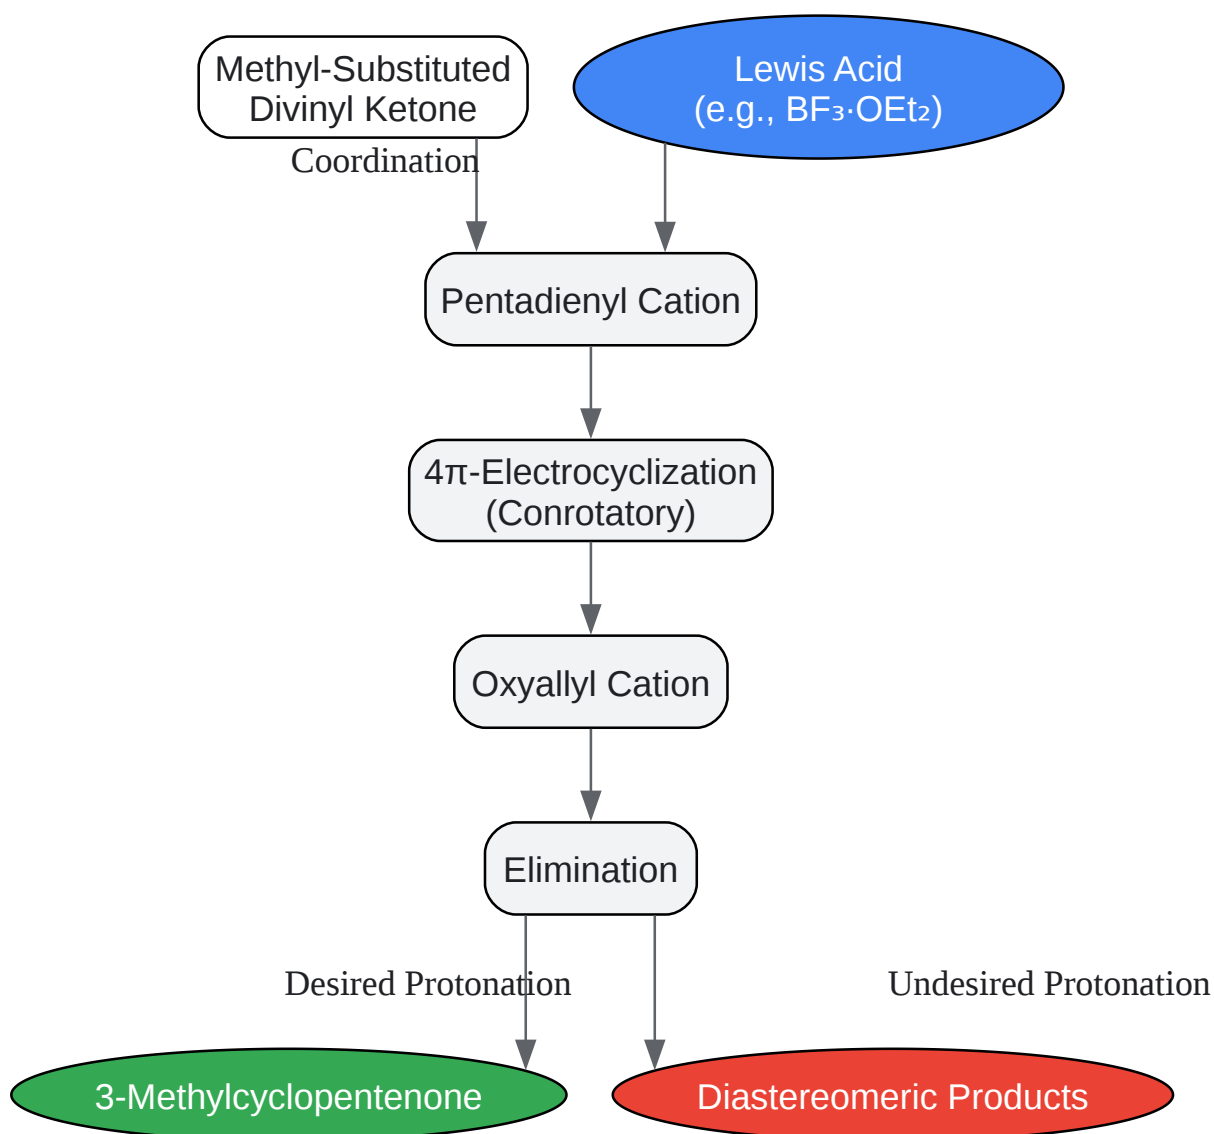 Methyl-Substituted
Divinyl Ketone
Lewis Acid
(e.g., BF₃·OEt₂)
Coordination
Pentadienyl Cation
4π-Electrocyclization
(Conrotatory)
Oxyallyl Cation
Elimination
Desired Protonation
Undesired Protonation
3-Methylcyclopentenone
Diastereomeric Products